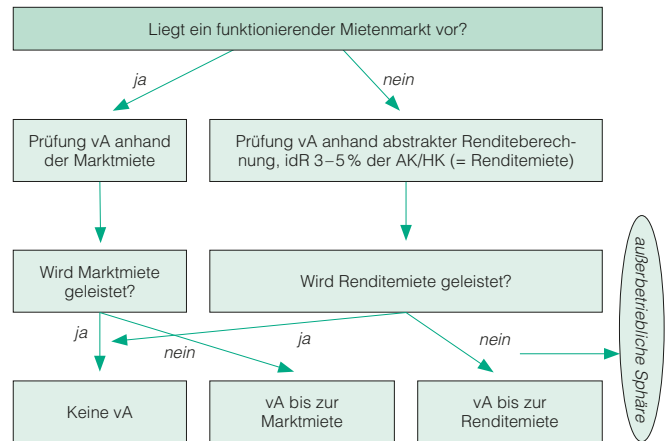 Liegt ein funktionierender Mietenmarkt vor?
ja
nein
Prüfung vA anhand
der Marktmiete
Prüfung vA anhand abstrakter Renditeberech-
nung, idR 3–5 % der AK/HK (= Renditemiete)
Wird Marktmiete
geleistet?
Wird Renditemiete geleistet?
außerbetriebliche Sphäre
ja
nein
ja
nein
Keine vA
vA bis zur
Marktmiete
vA bis zur
Renditemiete